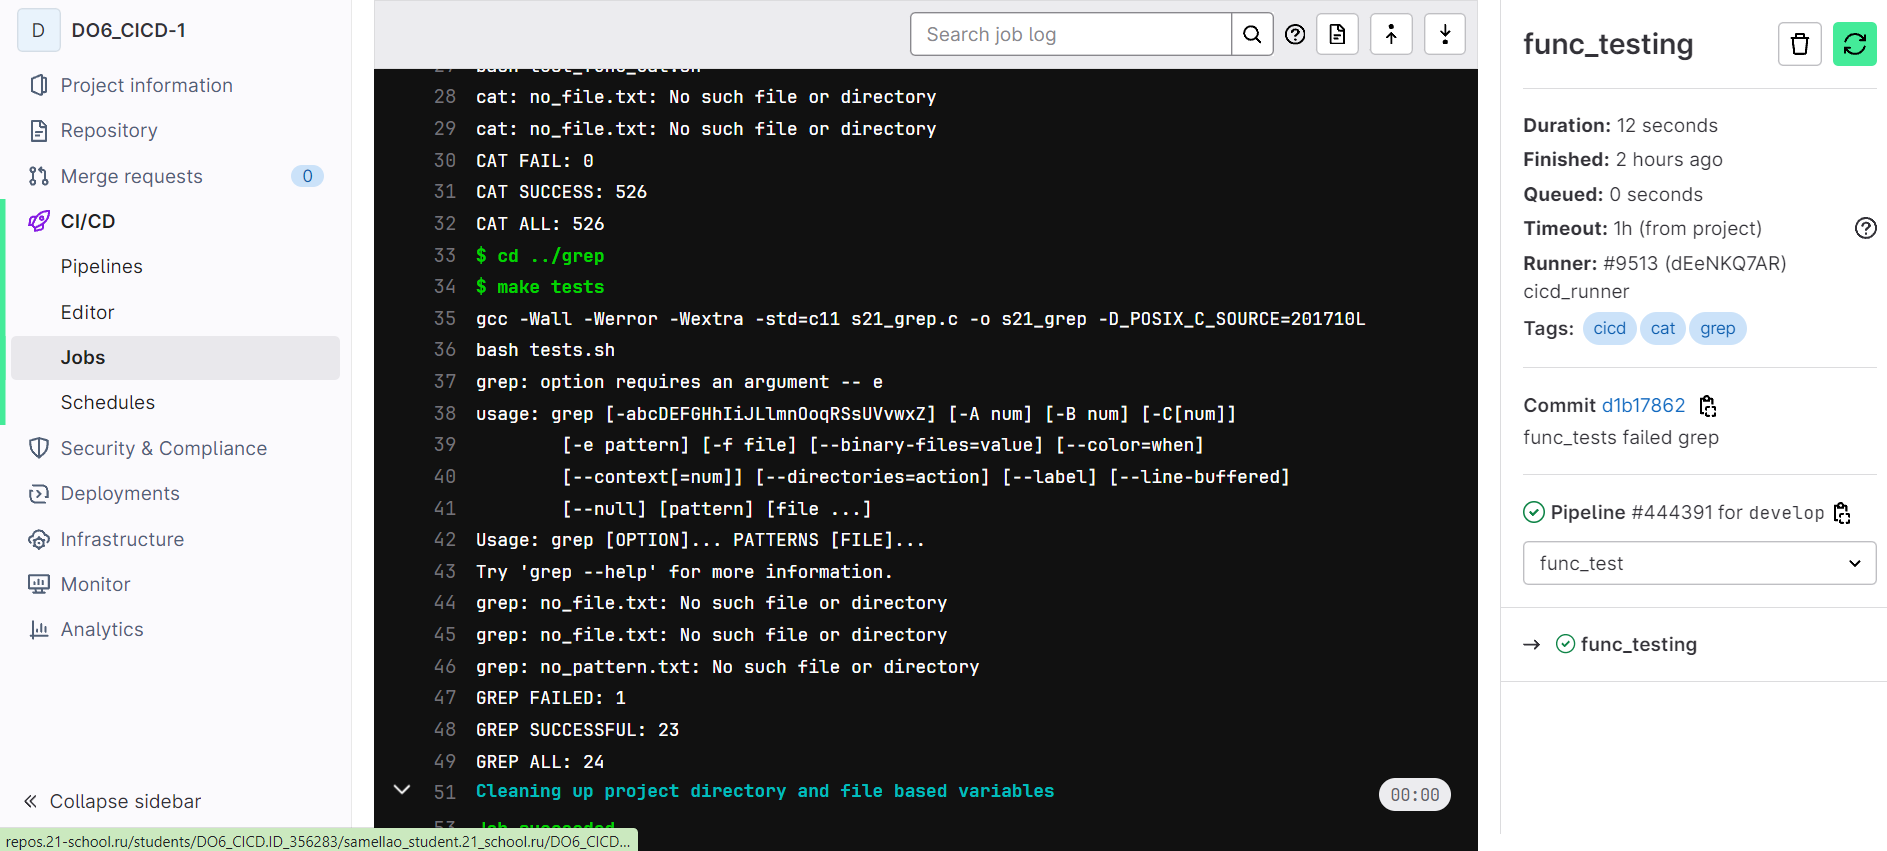 D DO6_CICD-1
Project information
Repository
Merge requests 0
CI/CD
Pipelines
Editor
Jobs
Schedules
Security & Compliance
Deployments
Infrastructure
Monitor
Analytics
Collapse sidebar
repos.21-school.ru/students/DO6_CICD.ID_356283/samellao_student.21_school.ru/DO6_CICD...
Search job log
27 bash test_func_cat.sh
28 cat: no_file.txt: No such file or directory
29 cat: no_file.txt: No such file or directory
30 CAT FAIL: 0
31 CAT SUCCESS: 526
32 CAT ALL: 526
33 $ cd ../grep
34 $ make tests
35 gcc -Wall -Werror -Wextra -std=c11 s21_grep.c -o s21_grep -D_POSIX_C_SOURCE=201710L
36 bash tests.sh
37 grep: option requires an argument -- e
38 usage: grep [-abcDEFGHhIiJLlmnOoqRSsUVvwxZ] [-A num] [-B num] [-C[num]]
39 [-e pattern] [-f file] [--binary-files=value] [--color=when]
40 [--context[=num]] [--directories=action] [--label] [--line-buffered]
41 [--null] [pattern] [file ...]
42 Usage: grep [OPTION]... PATTERNS [FILE]...
43 Try 'grep --help' for more information.
44 grep: no_file.txt: No such file or directory
45 grep: no_file.txt: No such file or directory
46 grep: no_pattern.txt: No such file or directory
47 GREP FAILED: 1
48 GREP SUCCESSFUL: 23
49 GREP ALL: 24
51 Cleaning up project directory and file based variables 00:00
53 Job succeeded
func_testing
Duration: 12 seconds
Finished: 2 hours ago
Queued: 0 seconds
Timeout: 1h (from project)
Runner: #9513 (dEeNKQ7AR)
cicd_runner
Tags: cicd cat grep
Commit d1b17862
func_tests failed grep
Pipeline #444391 for develop
func_test
→ func_testing